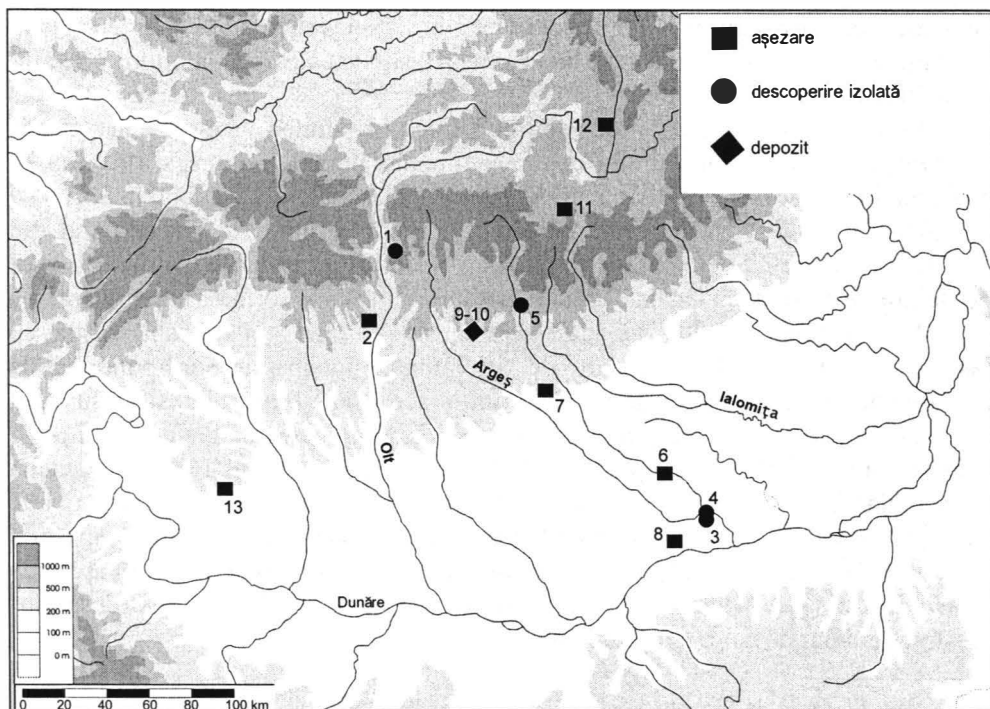 așezare
descoperire izolată
depozit
12
11
1
9-10
5
2
Argeș
7
Ialomița
Olt
6
4
13
3
8
1000 m
500 m
200 m
100 m
0 m
Dunăre
0 20 40 60 80 100 km